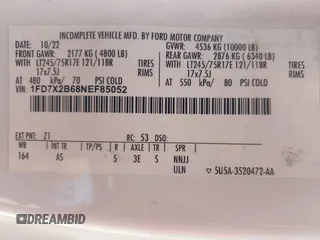 INCOMPLETE VEHICLE MFD. BY FORD MOTOR COMPANY
DATE: 10/22 GVWR: 4536 KG (10000 LB)
FRONT GAWR: 2177 KG (4800 LB) REAR GAWR: 2876 KG (6340 LB)
WITH LT245/75R17E 121/118R TIRES WITH LT245/75R17E 121/118R TIRES
17x7.5J RIMS 17x7.5J RIMS
AT 480 kPa/ 70 PSI COLD AT 550 kPa/ 80 PSI COLD
VIN: 1FD7X2B68NEF85052
EXT PNT: Z1 RC: 53 DSO:
WB INT TR TP/PS R AXLE TR SPR
164 AS 5 3E S NNJJ
ULN 5U5A-3520472-AA
DREAMBID